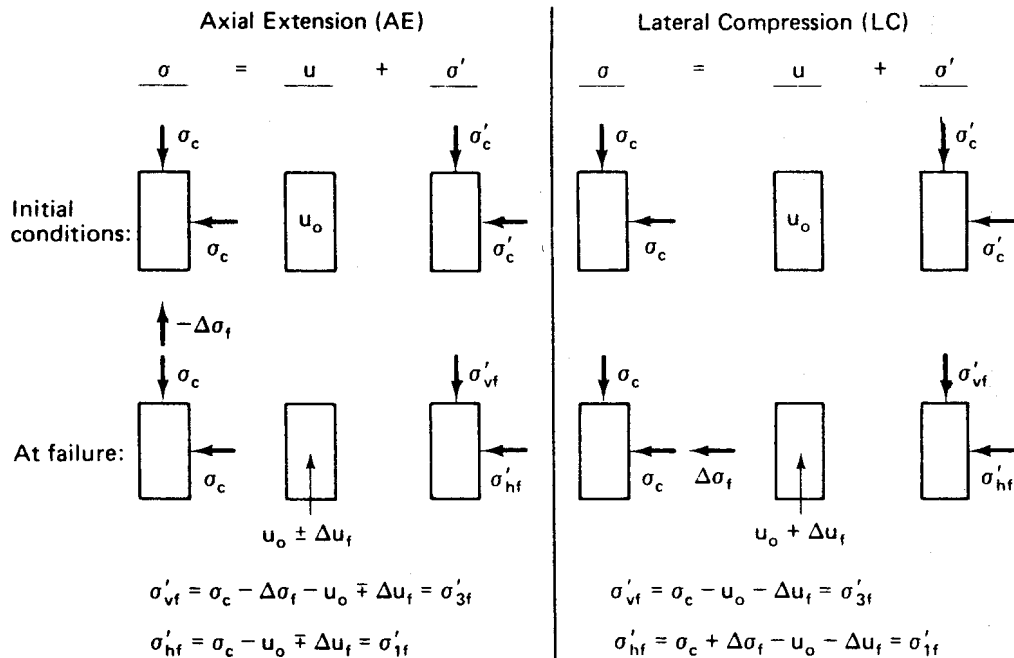 Axial Extension (AE)
σ = u + σ′
σc
σ′c
Initial conditions:
σc
uo
σ′c
−Δσf
σc
σ′vf
At failure:
σc
σ′hf
uo ± Δuf
σ′vf = σc − Δσf − uo ∓ Δuf = σ′3f
σ′hf = σc − uo ∓ Δuf = σ′1f
Lateral Compression (LC)
σ = u + σ′
σc
σ′c
σc
uo
σ′c
σc
σ′vf
σc
Δσf
σ′hf
uo + Δuf
σ′vf = σc − uo − Δuf = σ′3f
σ′hf = σc + Δσf − uo − Δuf = σ′1f